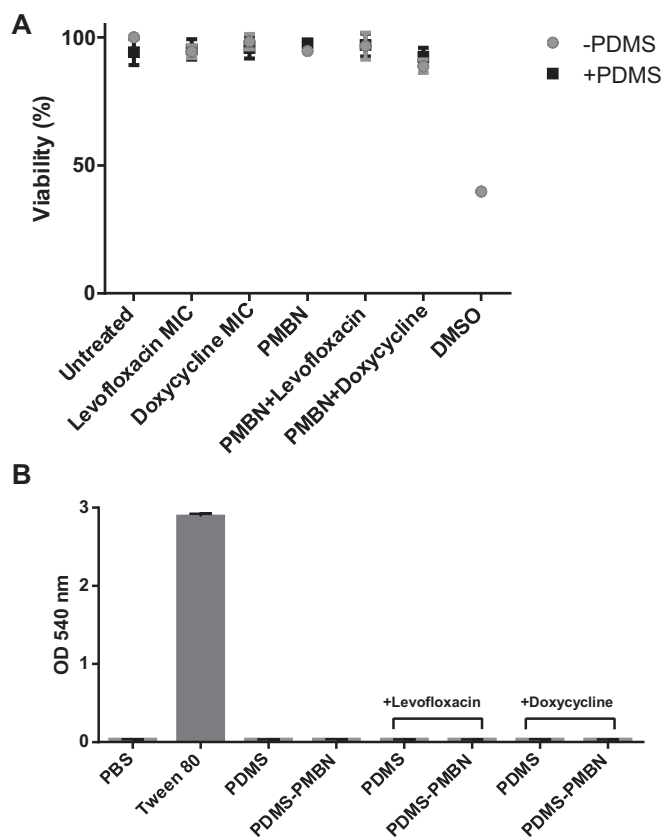 A
100
50
0
Viability (%)
-PDMS
+PDMS
Untreated
Levofloxacin MIC
Doxycycline MIC
PMBN
PMBN+Levofloxacin
PMBN+Doxycycline
DMSO
B
3
2
1
0
OD 540 nm
+Levofloxacin
+Doxycycline
PBS
Tween 80
PDMS
PDMS-PMBN
PDMS
PDMS-PMBN
PDMS
PDMS-PMBN